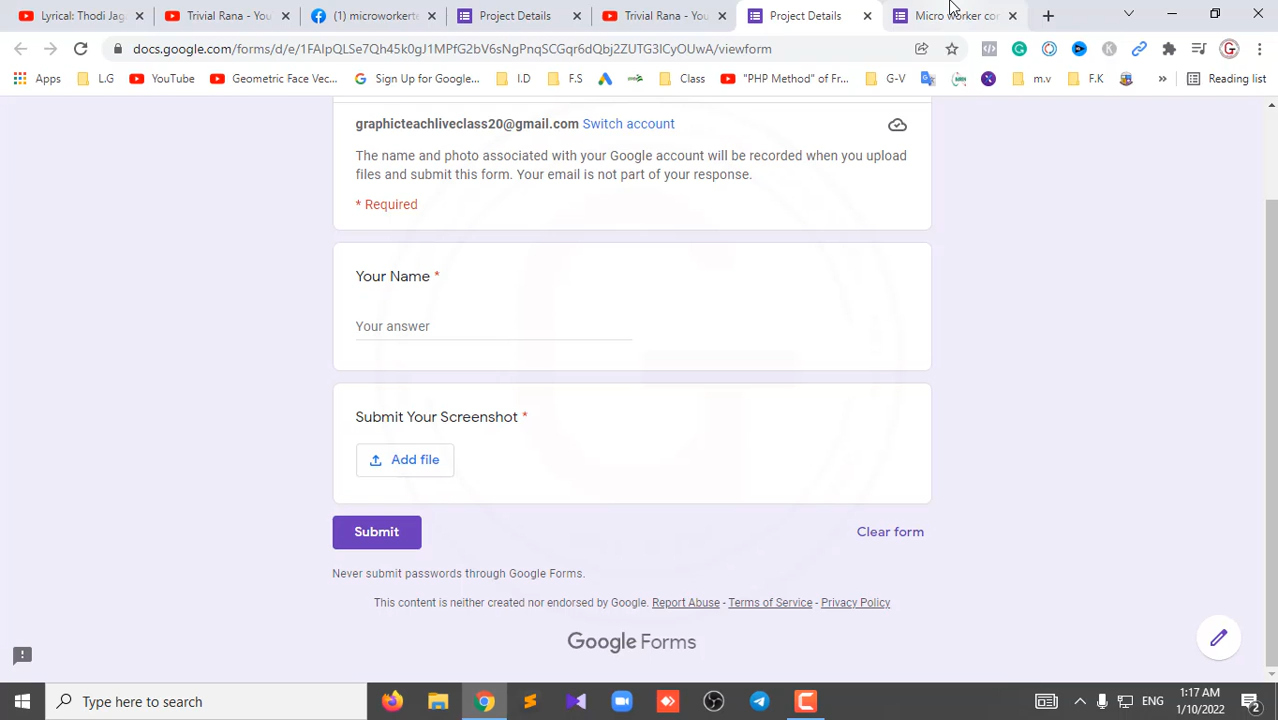 Lyrical: Thodi Jag
Trivial Rana - You
(1) microworkerte
Project Details
Trivial Rana - You
Project Details
Micro worker con
docs.google.com/forms/d/e/1FAIpQLSe7Qh45k0gJ1MPfG2bV6sNgPnqSCGqr6dQbj2ZUTG3ICyOUwA/viewform
Apps
L.G
YouTube
Geometric Face Vec...
Sign Up for Google...
I.D
F.S
Class
"PHP Method" of Fr...
G-V
m.v
F.K
»
Reading list
graphicteachliveclass20@gmail.com Switch account
The name and photo associated with your Google account will be recorded when you upload
files and submit this form. Your email is not part of your response.
* Required
Your Name *
Your answer
Submit Your Screenshot *
Add file
Submit
Clear form
Never submit passwords through Google Forms.
This content is neither created nor endorsed by Google. Report Abuse - Terms of Service - Privacy Policy
Google Forms
Type here to search
ENG
1:17 AM
1/10/2022
2